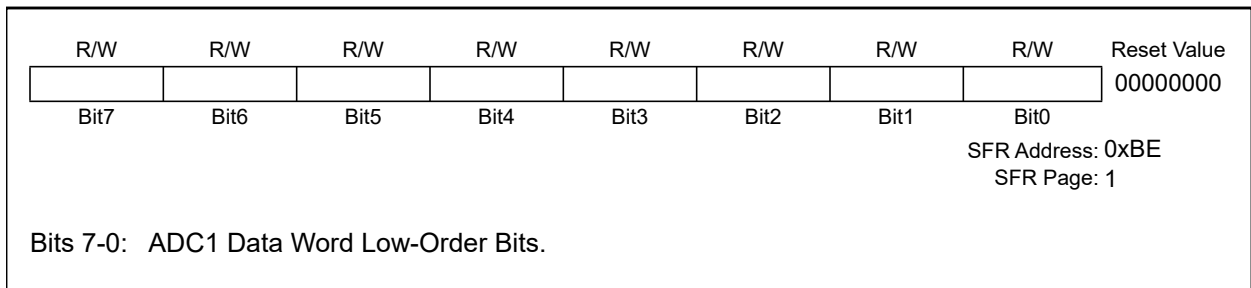 R/W R/W R/W R/W R/W R/W R/W R/W Reset Value
00000000
Bit7 Bit6 Bit5 Bit4 Bit3 Bit2 Bit1 Bit0
SFR Address: 0xBE
SFR Page: 1
Bits 7-0: ADC1 Data Word Low-Order Bits.